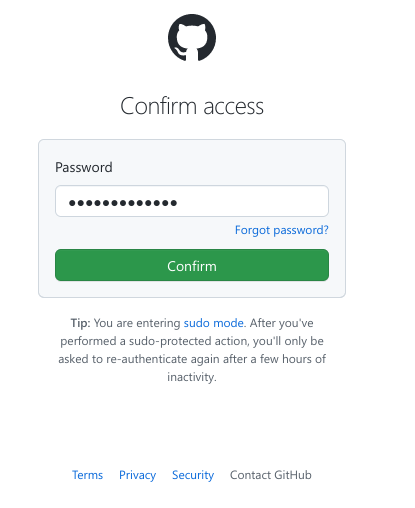 Confirm access
Password
●●●●●●●●●●●●●
Forgot password?
Confirm
Tip: You are entering sudo mode. After you've
performed a sudo-protected action, you'll only be
asked to re-authenticate again after a few hours of
inactivity.
Terms Privacy Security Contact GitHub